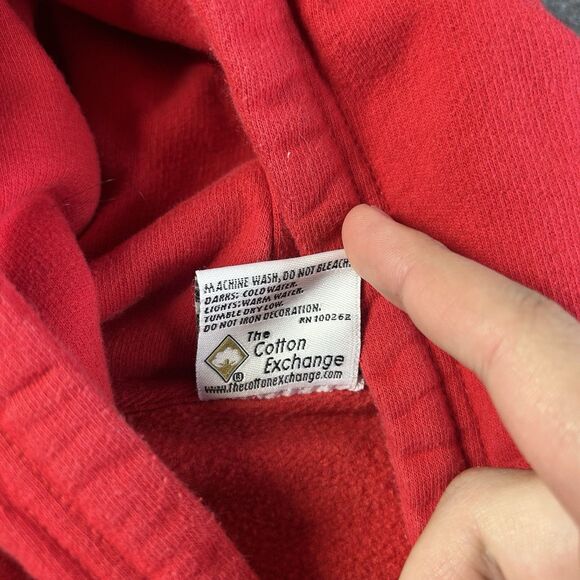 MACHINE WASH, DO NOT BLEACH.
DARKS: COLD WATER.
LIGHTS: WARM WATER.
TUMBLE DRY LOW.
DO NOT IRON DECORATION.
RN 100262
The
Cotton
Exchange
www.Thecottonexchange.com